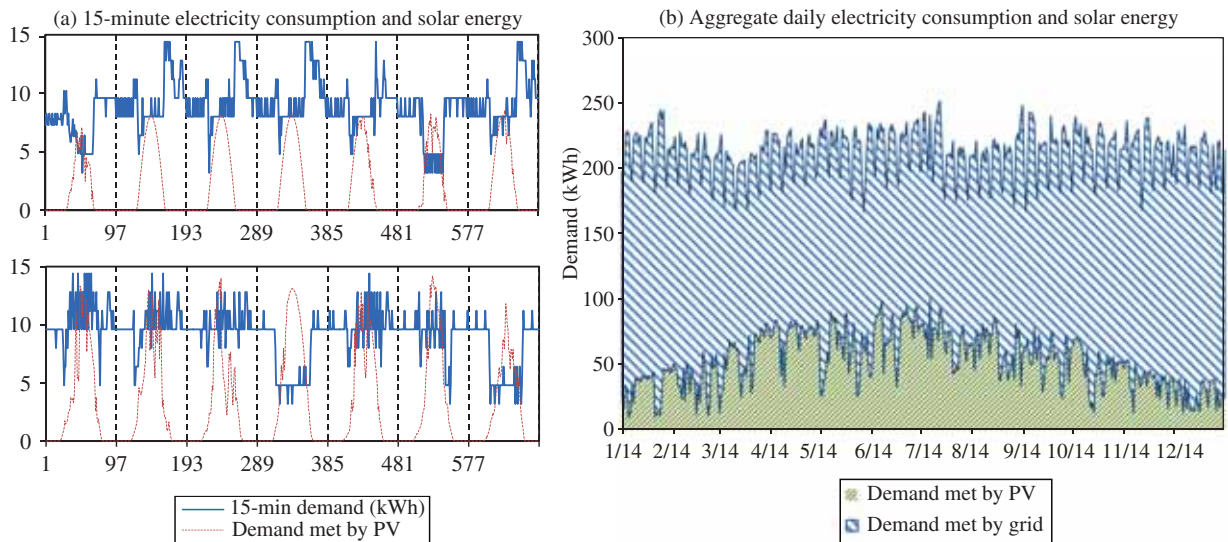 (a) 15-minute electricity consumption and solar energy
15
10
5
0
1 97 193 289 385 481 577
15
10
5
0
1 97 193 289 385 481 577
15-min demand (kWh)
Demand met by PV
(b) Aggregate daily electricity consumption and solar energy
Demand (kWh)
300
250
200
150
100
50
0
1/14 2/14 3/14 4/14 5/14 6/14 7/14 8/14 9/14 10/14 11/14 12/14
Demand met by PV
Demand met by grid